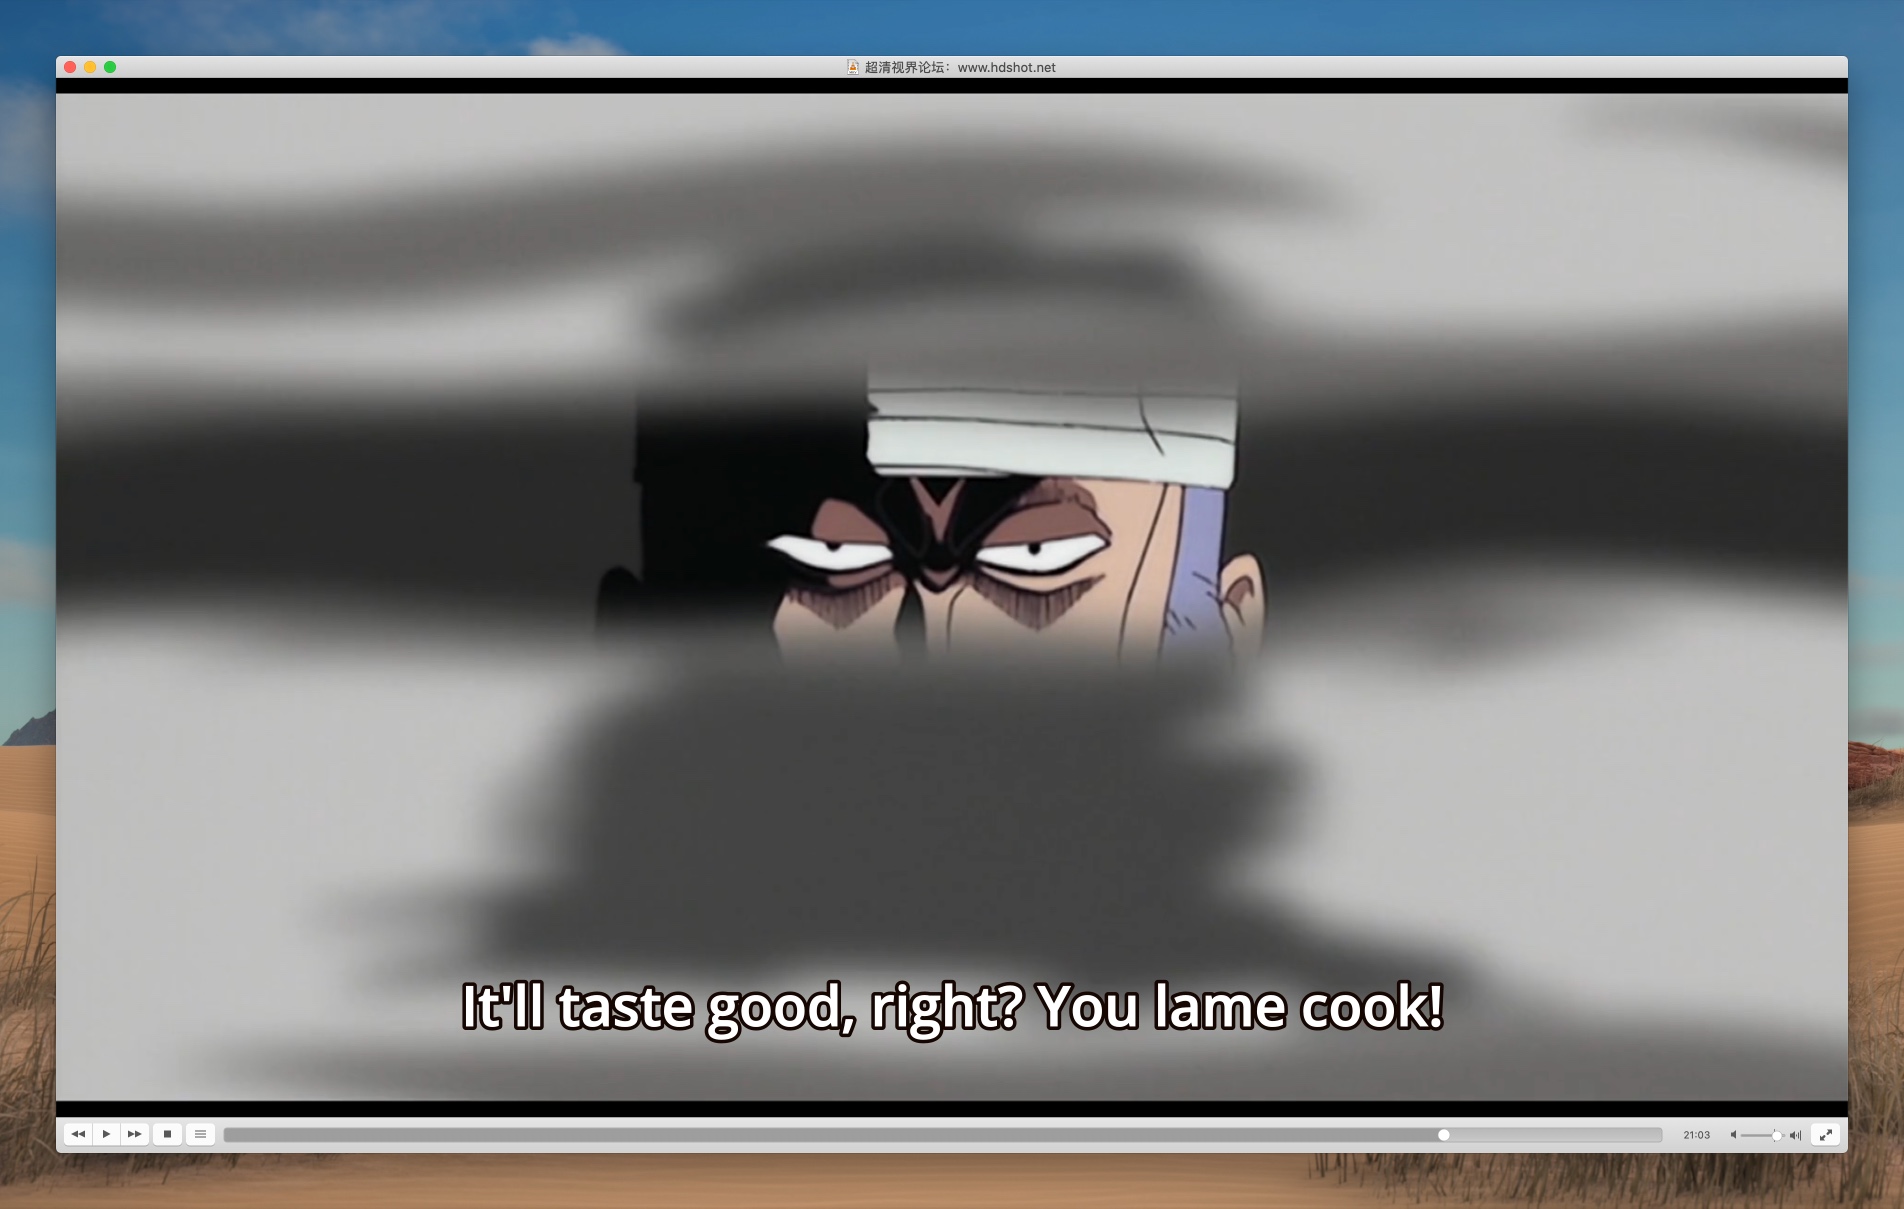 超清视界论坛：www.hdshot.net
It'll taste good, right? You lame cook!
21:03